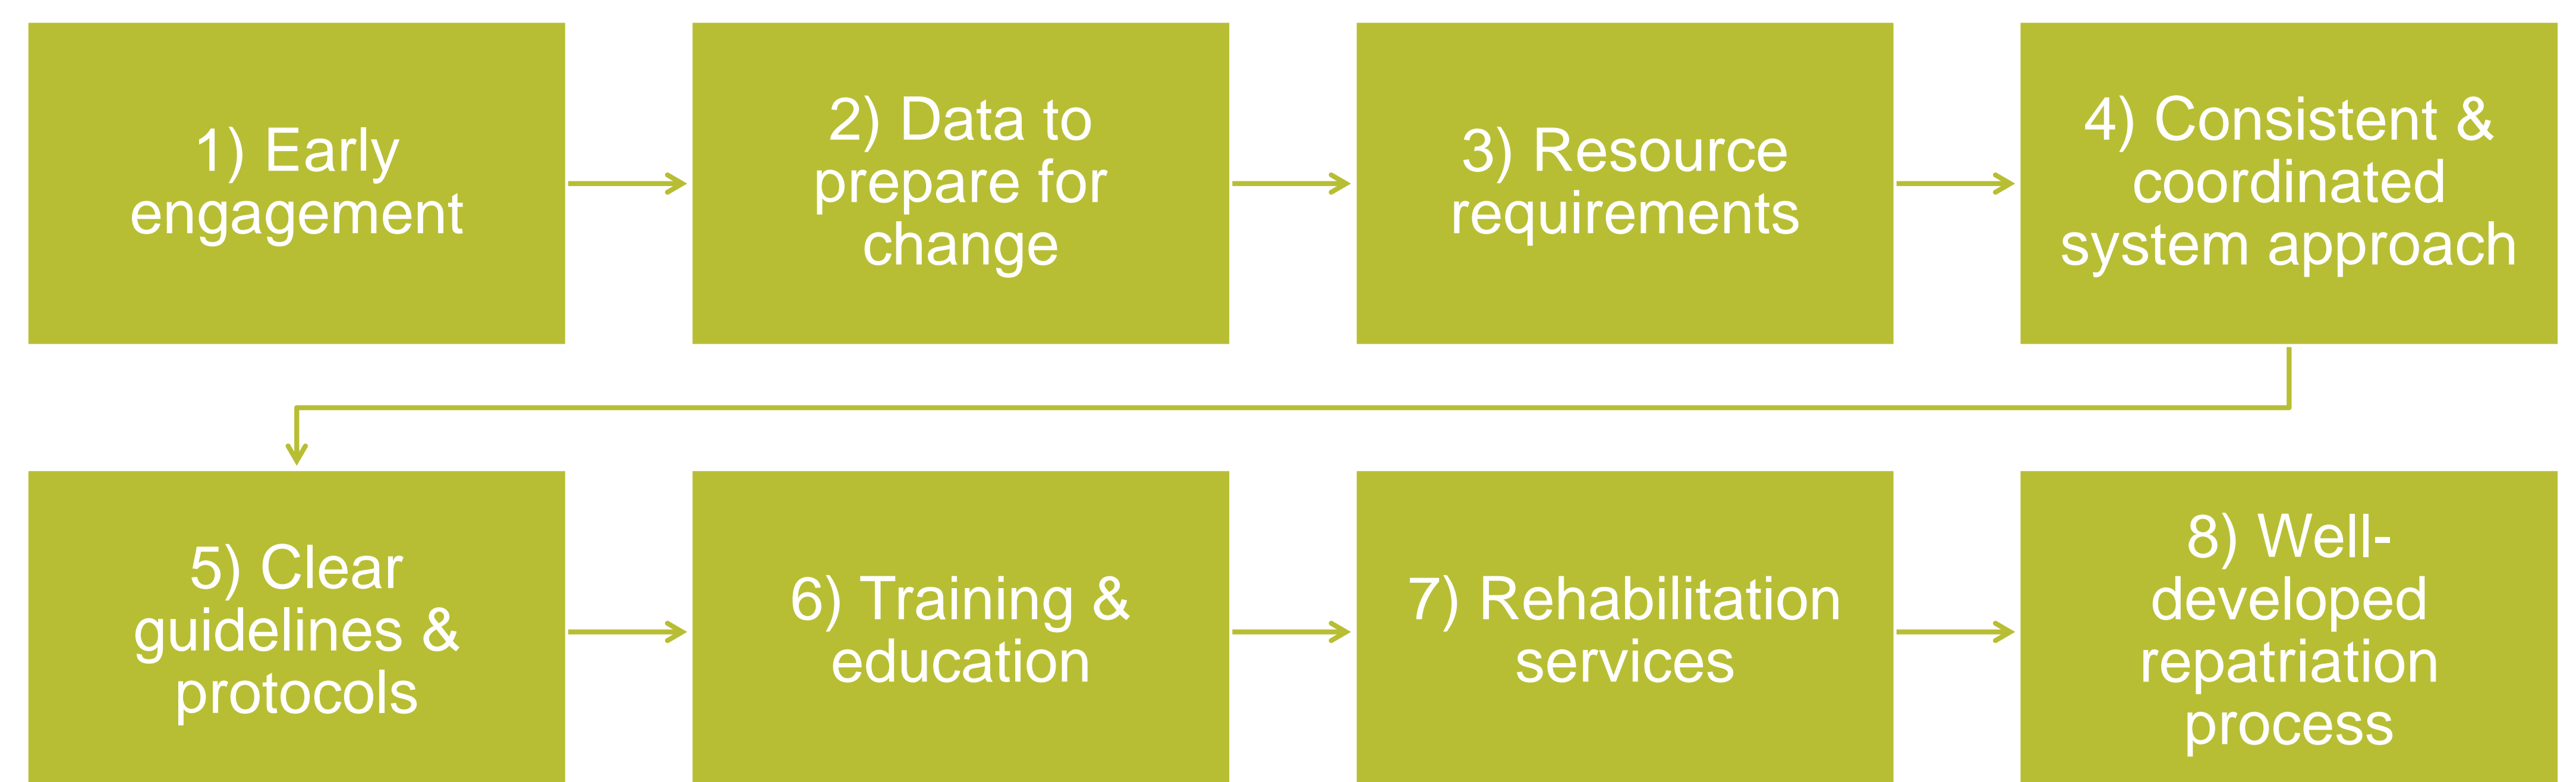 1) Early
engagement
2) Data to
prepare for
change
3) Resource
requirements
4) Consistent &
coordinated
system approach
5) Clear
guidelines &
protocols
6) Training &
education
7) Rehabilitation
services
8) Well-
developed
repatriation
process